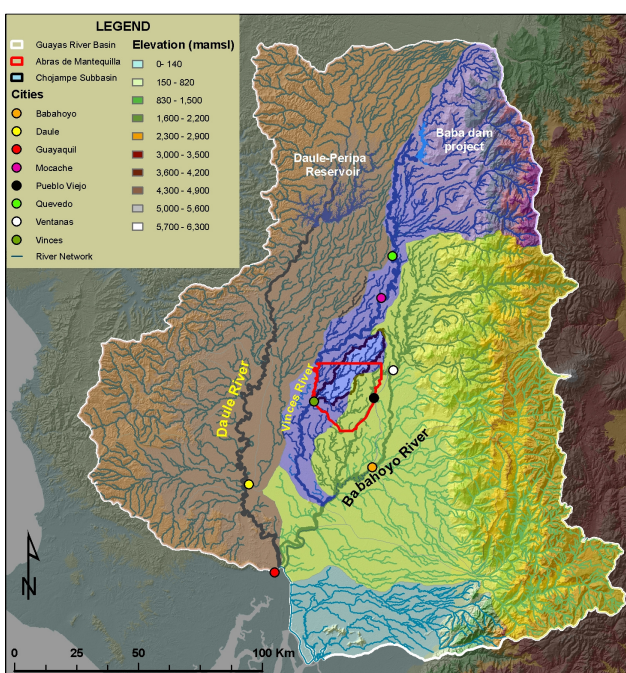 LEGEND
Guayas River Basin
Abras de Mantequilla
Chojampe Subbasin
Cities
Babahoyo
Daule
Guayaquil
Mocache
Pueblo Viejo
Quevedo
Ventanas
Vinces
River Network
Elevation (mamsl)
0- 140
150 - 820
830 - 1,500
1,600 - 2,200
2,300 - 2,900
3,000 - 3,500
3,600 - 4,200
4,300 - 4,900
5,000 - 5,600
5,700 - 6,300
Baba dam
project
Daule-Peripa
Reservoir
Daule River
Vinces River
Babahoyo River
N
0 25 50 100 Km